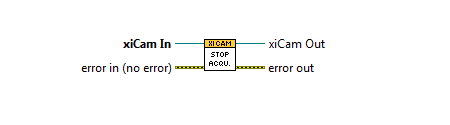 xiCam In
XICAM
xiCam Out
STOP
ACQU.
error in (no error)
error out